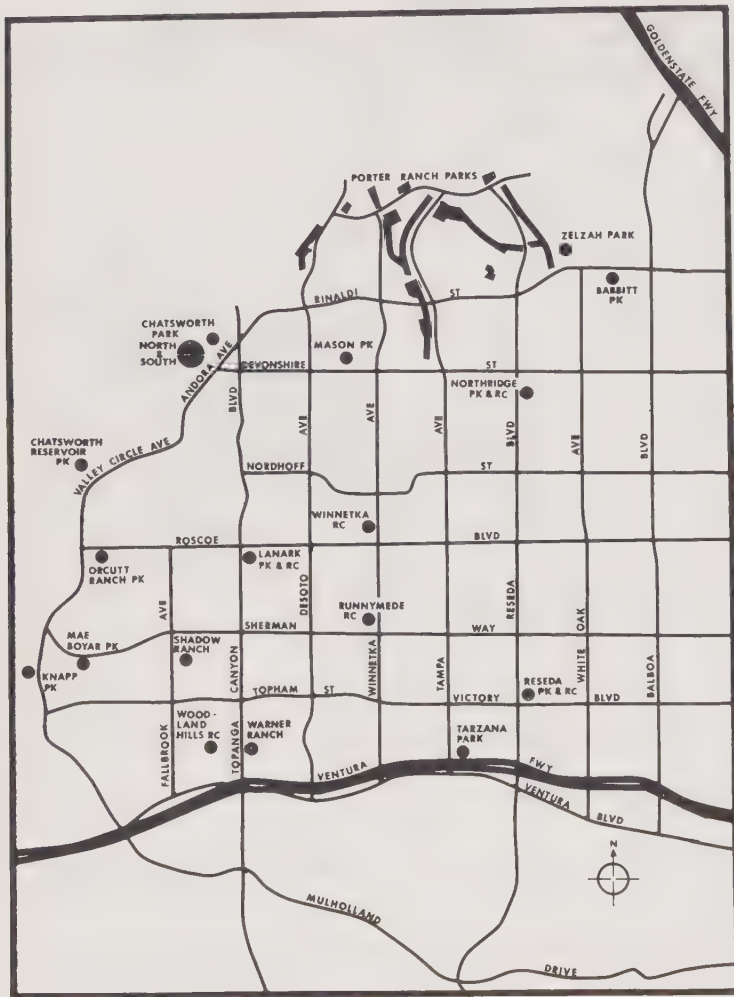 GOLDENSTATE FWY
PORTER RANCH PARKS
ZELZAH PARK
BABBITT
PK
RINALDI
ST
CHATSWORTH
PARK
NORTH
&
SOUTH
ANDORA AVE
MASON PK
DEVONSHIRE
ST
NORTHRIDGE
PK & RC
BLVD
AVE
AVE
AVE
BLVD
AVE
BLVD
CHATSWORTH
RESERVOIR
PK
VALLEY CIRCLE AVE
NORDHOFF
ST
WINNETKA
RC
ROSCOE
BLVD
ORCUTT
RANCH PK
LANARK
PK & RC
AVE
DESOTO
RUNNYMEDE
RC
RESEDA
OAK
SHERMAN
WAY
MAE
BOYAR PK
SHADOW
RANCH
CANYON
WINNETKA
TAMPA
WHITE
BALBOA
KNAPP
PK
TOPHAM
ST
VICTORY
BLVD
RESEDA
PK & RC
WOOD-
LAND
HILLS RC
WARNER
RANCH
TARZANA
PARK
FALLBROOK
TOPANGA
VENTURA
FWY
VENTURA
BLVD
N
MULHOLLAND
DRIVE